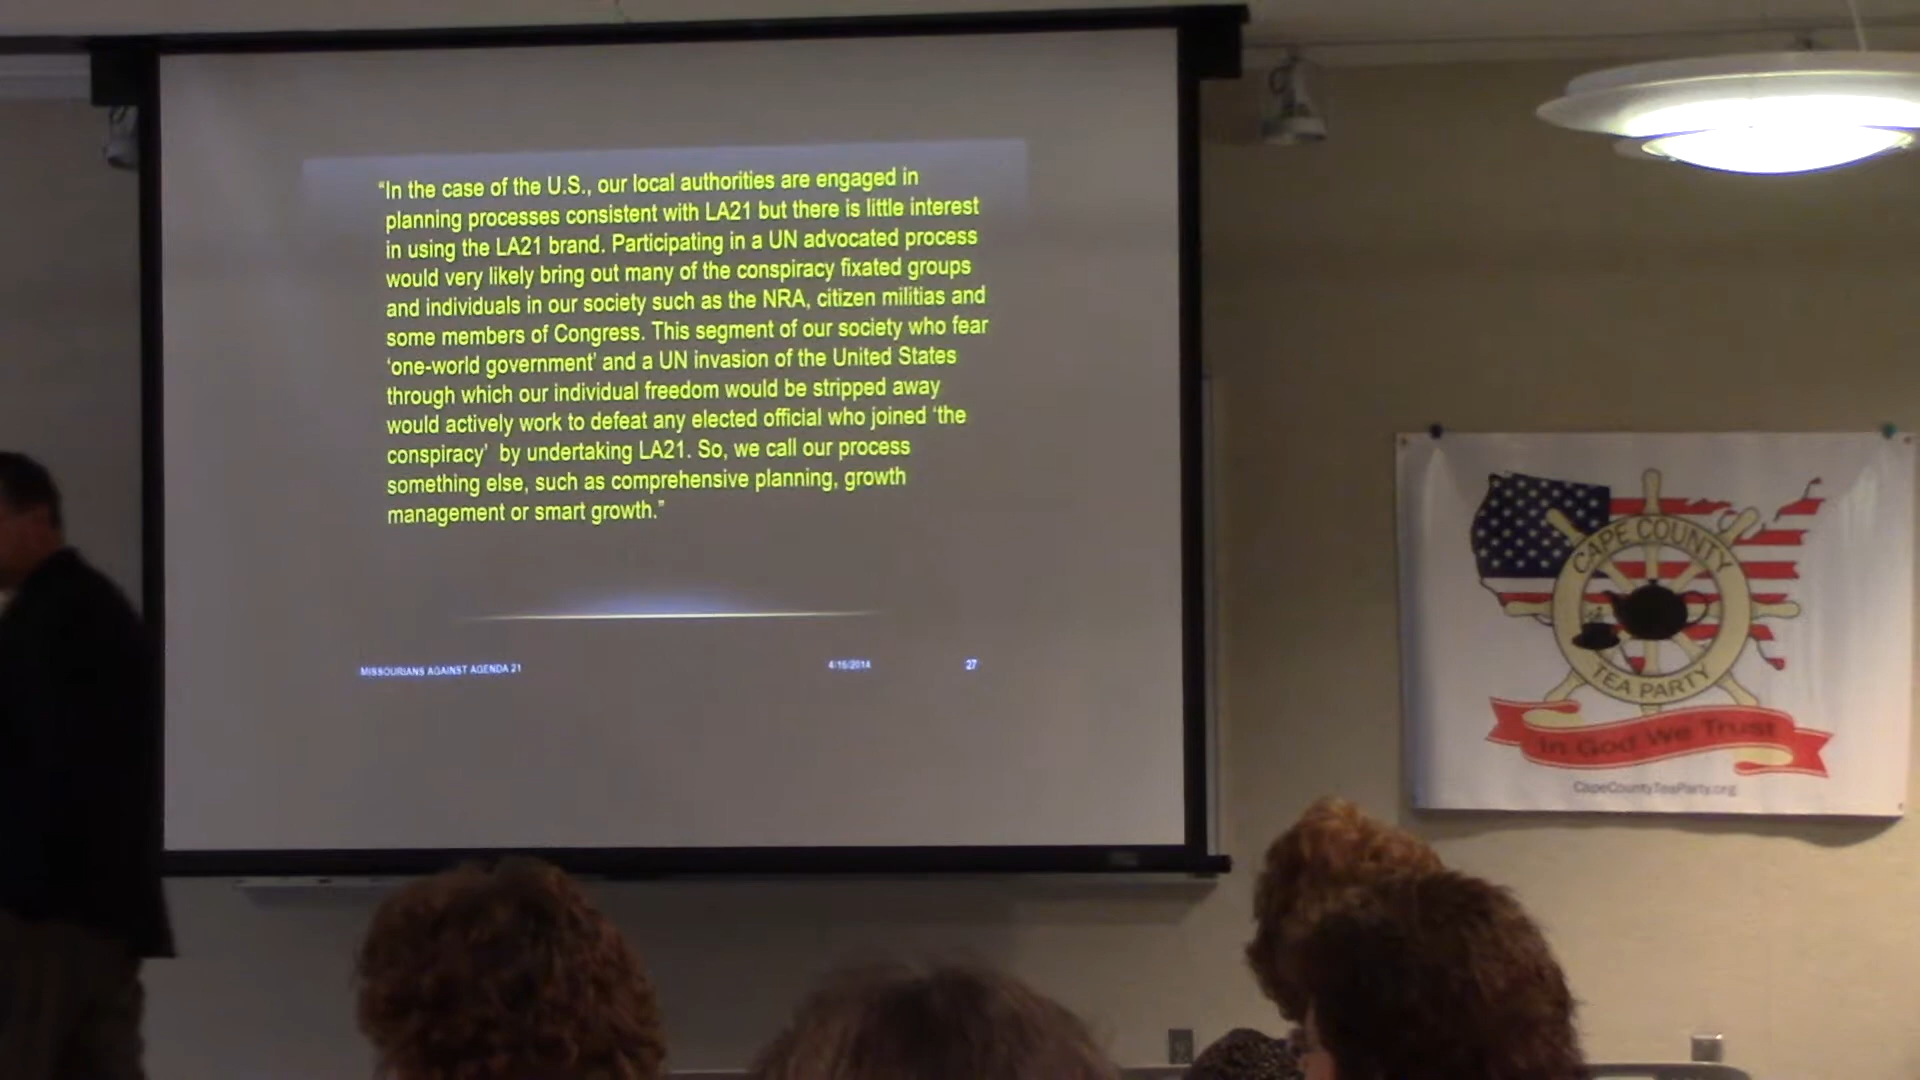 “In the case of the U.S., our local authorities are engaged in
planning processes consistent with LA21 but there is little interest
in using the LA21 brand. Participating in a UN advocated process
would very likely bring out many of the conspiracy fixated groups
and individuals in our society such as the NRA, citizen militias and
some members of Congress. This segment of our society who fear
‘one-world government’ and a UN invasion of the United States
through which our individual freedom would be stripped away
would actively work to defeat any elected official who joined ‘the
conspiracy’ by undertaking LA21. So, we call our process
something else, such as comprehensive planning, growth
management or smart growth.”
MISSOURIANS AGAINST AGENDA 21
4/15/2014
27
CAPE COUNTY
TEA PARTY
In God We Trust
CapeCountyTeaParty.org